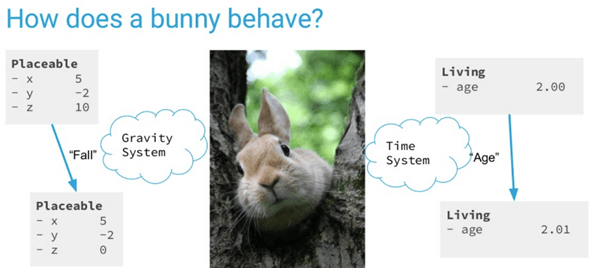 How does a bunny behave?
Placeable
- x 5
- y -2
- z 10
Gravity
System
"Fall"
Placeable
- x 5
- y -2
- z 0
Living
- age 2.00
Time
System
"Age"
Living
- age 2.01